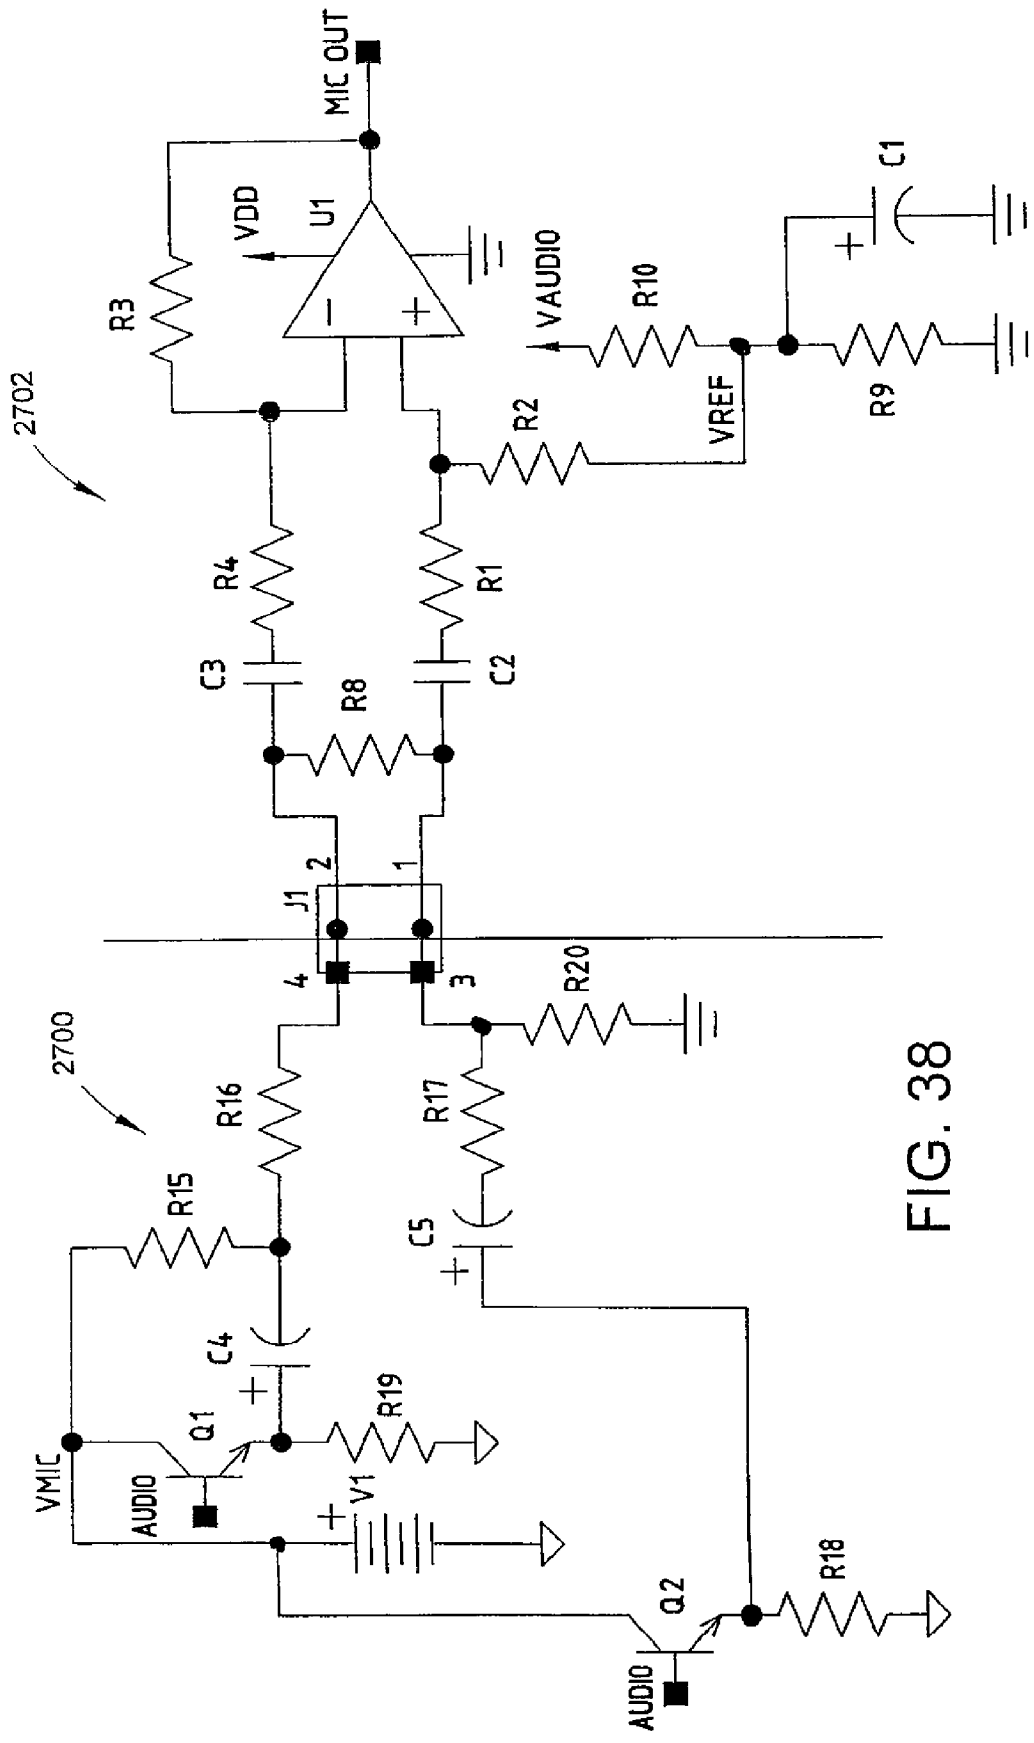 2700
2702
VMIC
R15
R16
AUDIO
Q1
C4
+
R19
V1
+
AUDIO
Q2
R18
C5
+
R17
R20
J1
4
3
2
1
C3
R4
R8
C2
R1
R3
VDD
U1
MIC OUT
−
+
R2
VREF
VAUDIO
R10
R9
C1
+
FIG. 38